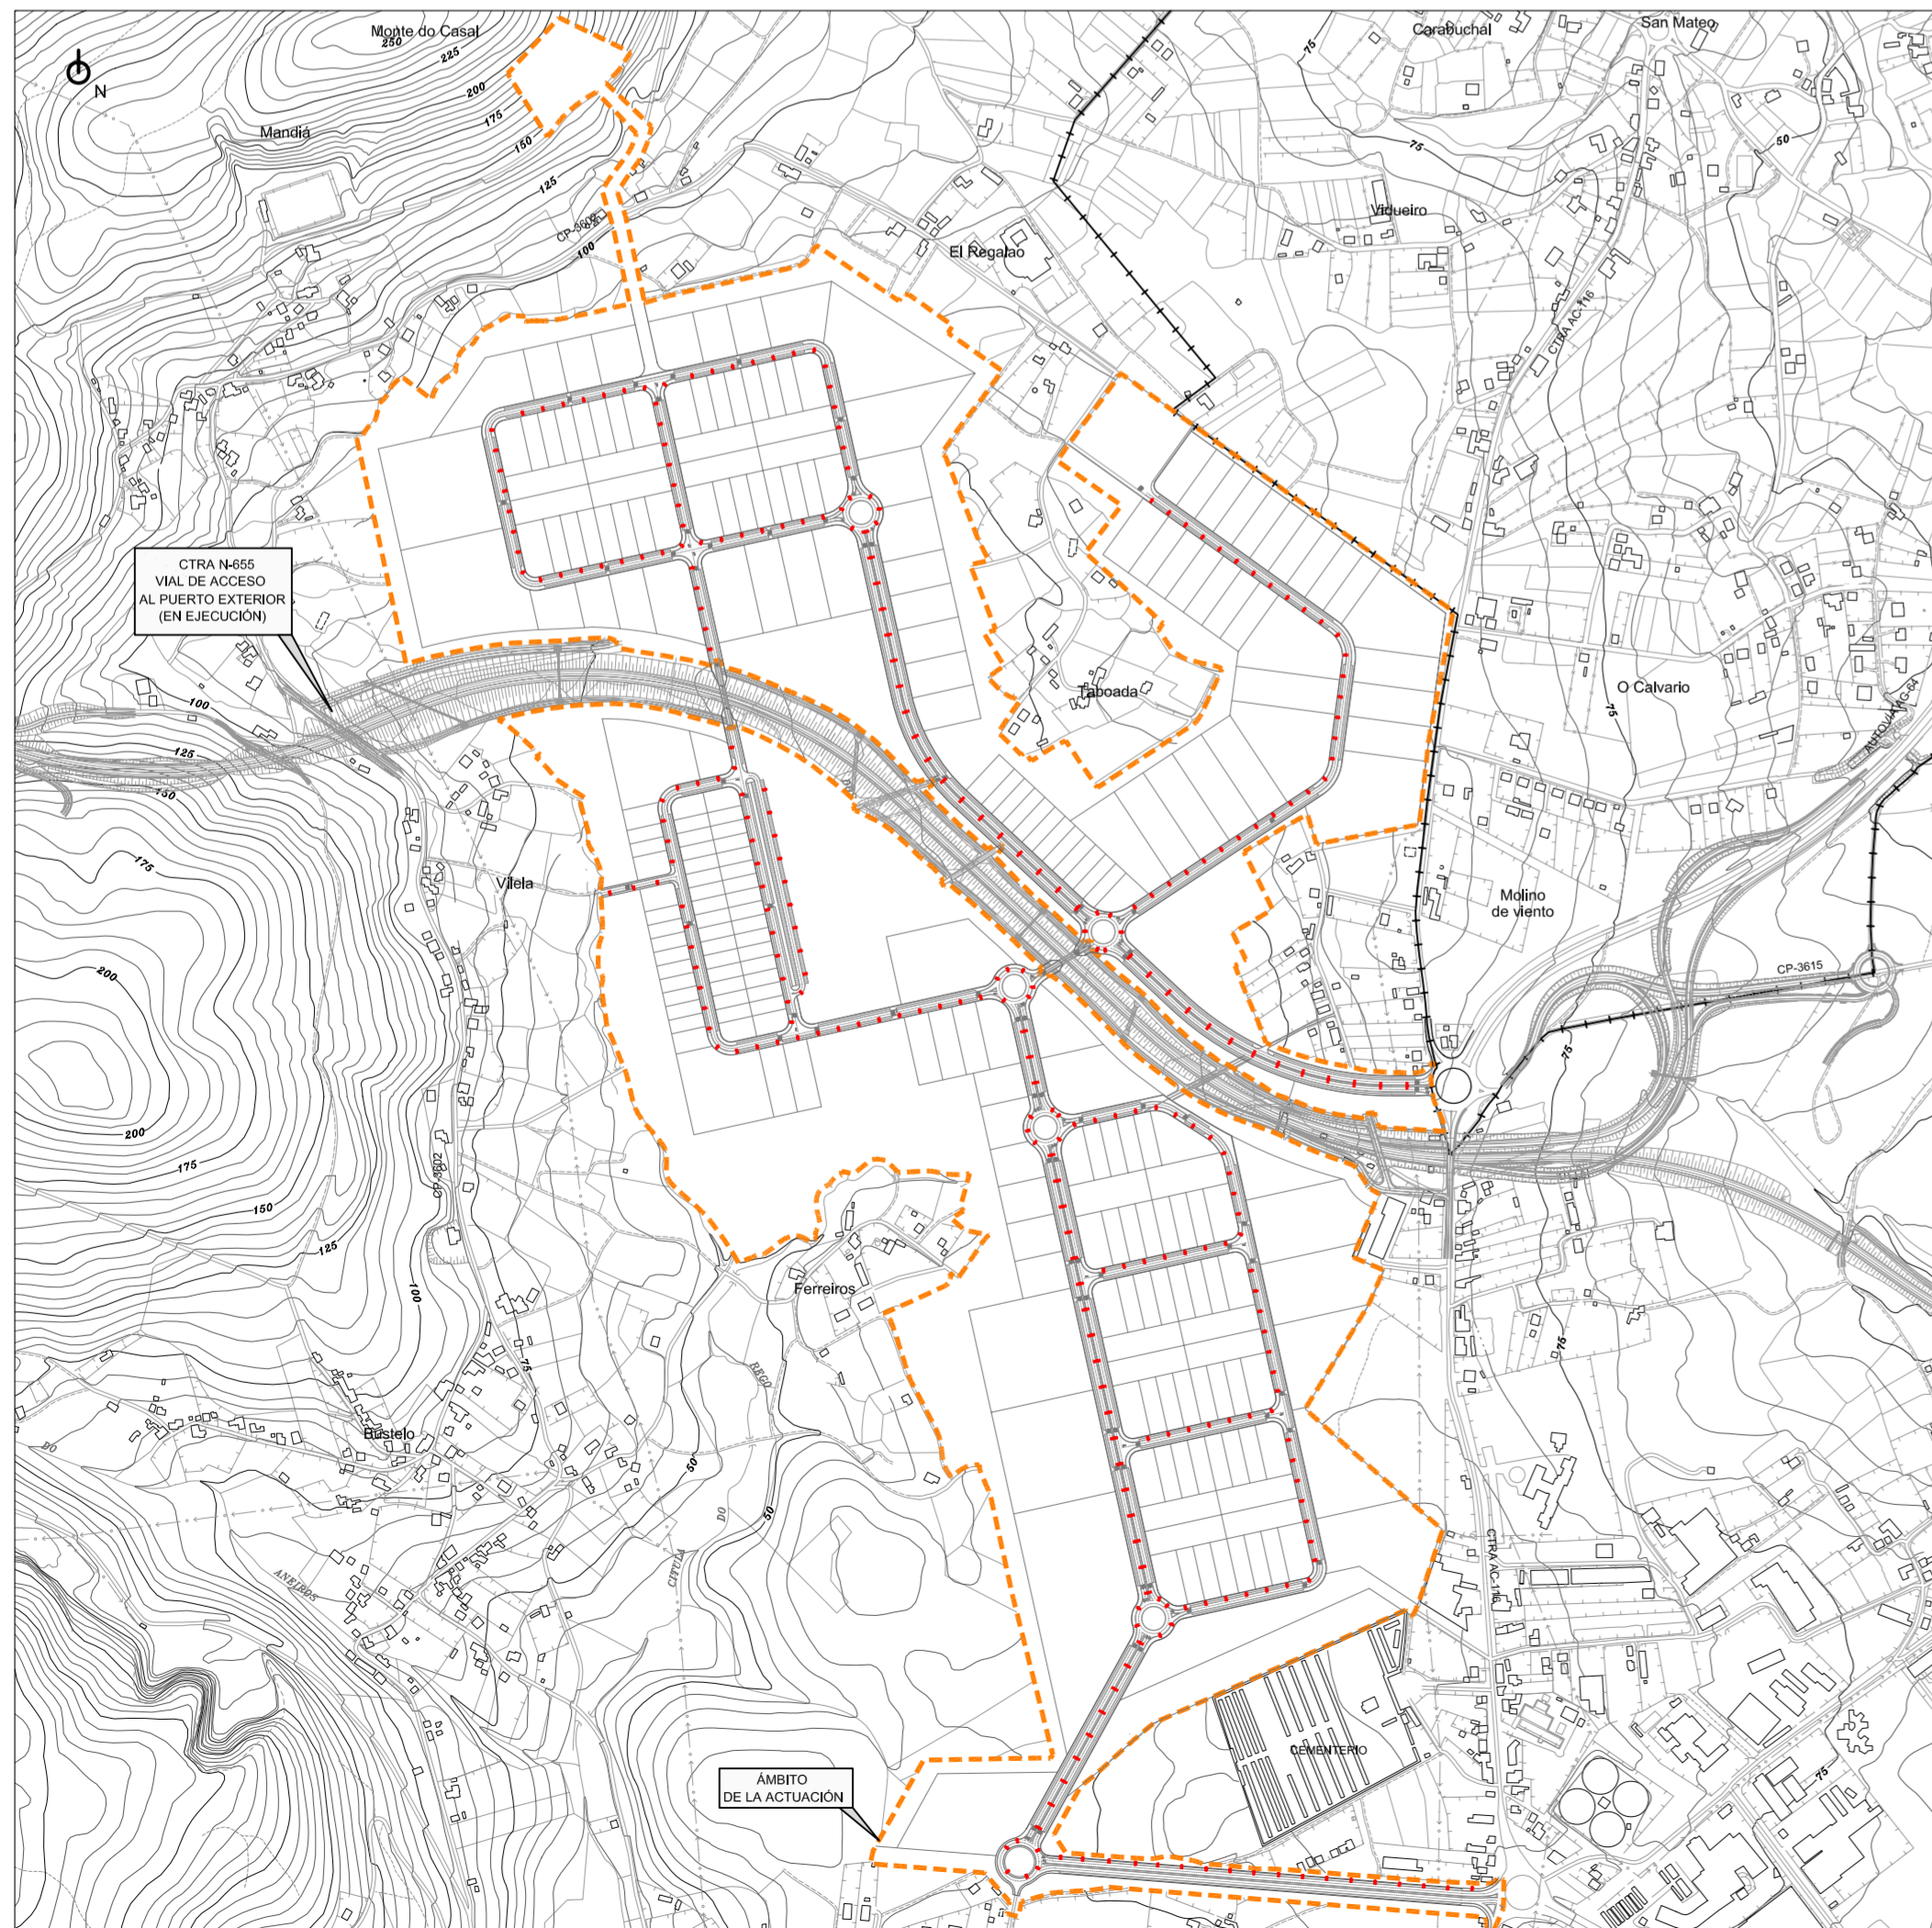 Monte do Casal
250
225
200
175
150
125
100
N
Mandiá
CP-3602
Carabuchal
San Mateo
75
50
75
Vidueiro
El Regalao
CTRA AC-116
CTRA N-655
VIAL DE ACCESO
AL PUERTO EXTERIOR
(EN EJECUCIÓN)
Taboada
O Calvario
75
AUTOVIA AG-64
100
125
150
175
Vilela
Molino
de viento
CP-3615
200
75
200
175
CP-3602
150
125
100
Ferreiros
75
75
REGO
Bustelo
DO
50
50
DO
CTRA AC-116
ANEIROS
CITULA
CEMENTERIO
75
ÁMBITO
DE LA ACTUACIÓN